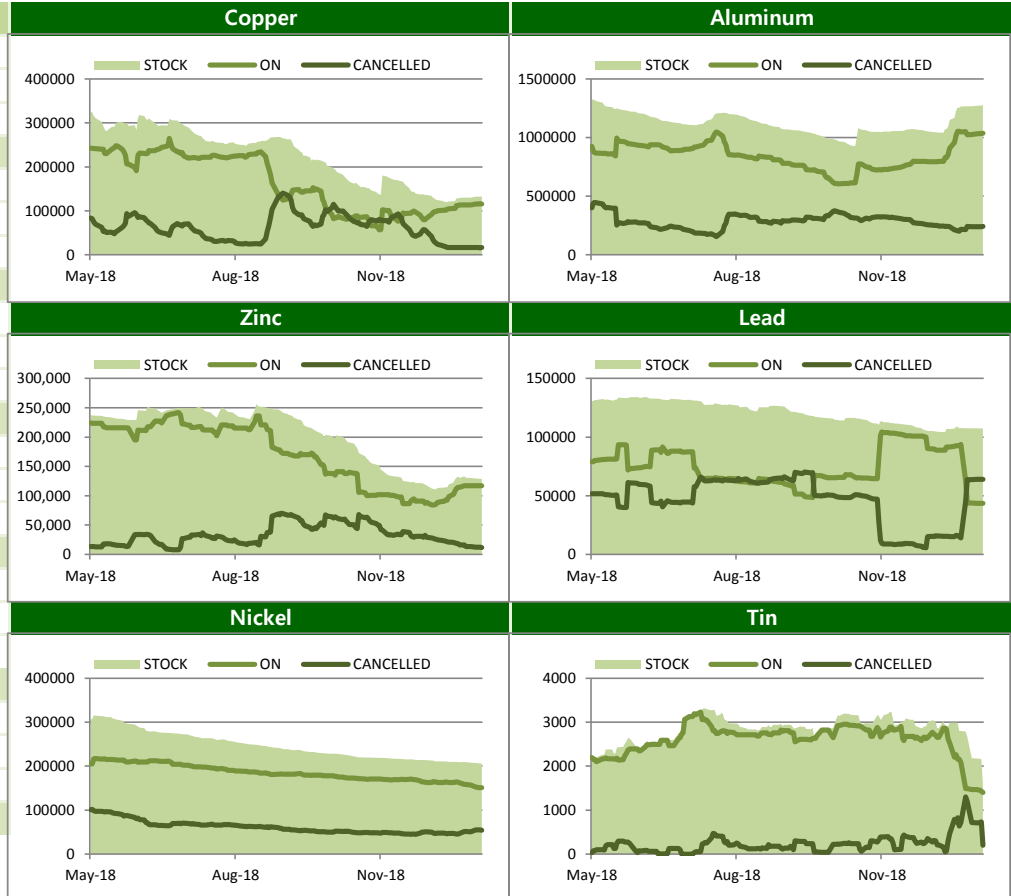 Copper
STOCK ON CANCELLED
400000
300000
200000
100000
0
May-18 Aug-18 Nov-18
Aluminum
STOCK ON CANCELLED
1500000
1000000
500000
0
May-18 Aug-18 Nov-18
Zinc
STOCK ON CANCELLED
300,000
250,000
200,000
150,000
100,000
50,000
0
May-18 Aug-18 Nov-18
Lead
STOCK ON CANCELLED
150000
100000
50000
0
May-18 Aug-18 Nov-18
Nickel
STOCK ON CANCELLED
400000
300000
200000
100000
0
May-18 Aug-18 Nov-18
Tin
STOCK ON CANCELLED
4000
3000
2000
1000
0
May-18 Aug-18 Nov-18